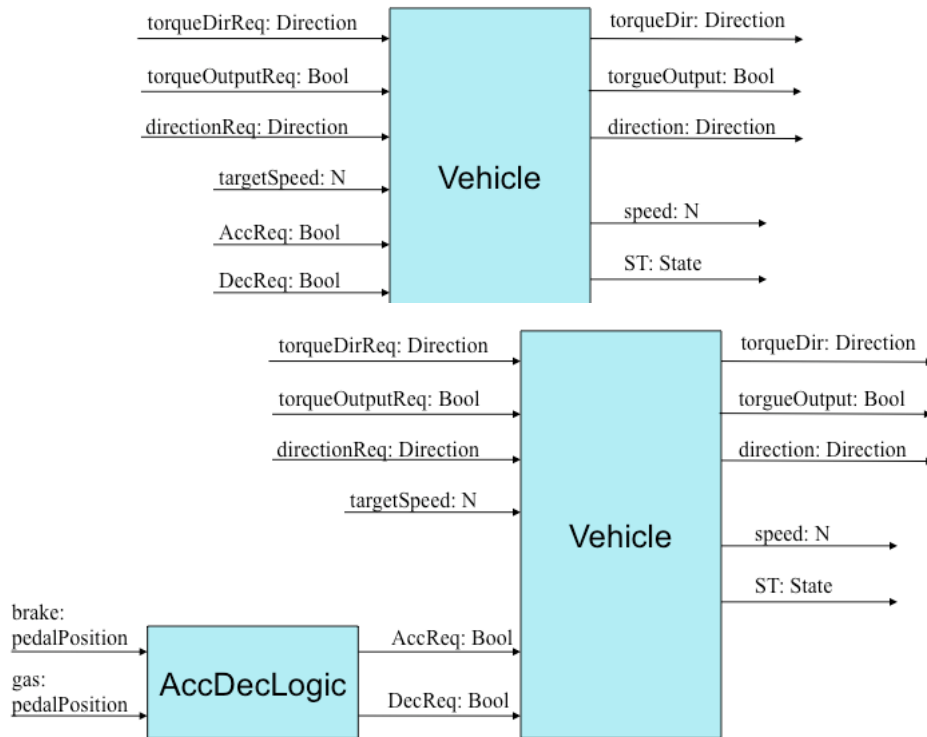 torqueDirReq: Direction
torqueDir: Direction
torqueOutputReq: Bool
torgueOutput: Bool
directionReq: Direction
direction: Direction
Vehicle
targetSpeed: N
speed: N
AccReq: Bool
ST: State
DecReq: Bool
torqueDirReq: Direction
torqueDir: Direction
torqueOutputReq: Bool
torgueOutput: Bool
directionReq: Direction
direction: Direction
targetSpeed: N
Vehicle
speed: N
ST: State
brake:
pedalPosition
AccReq: Bool
AccDecLogic
gas:
pedalPosition
DecReq: Bool